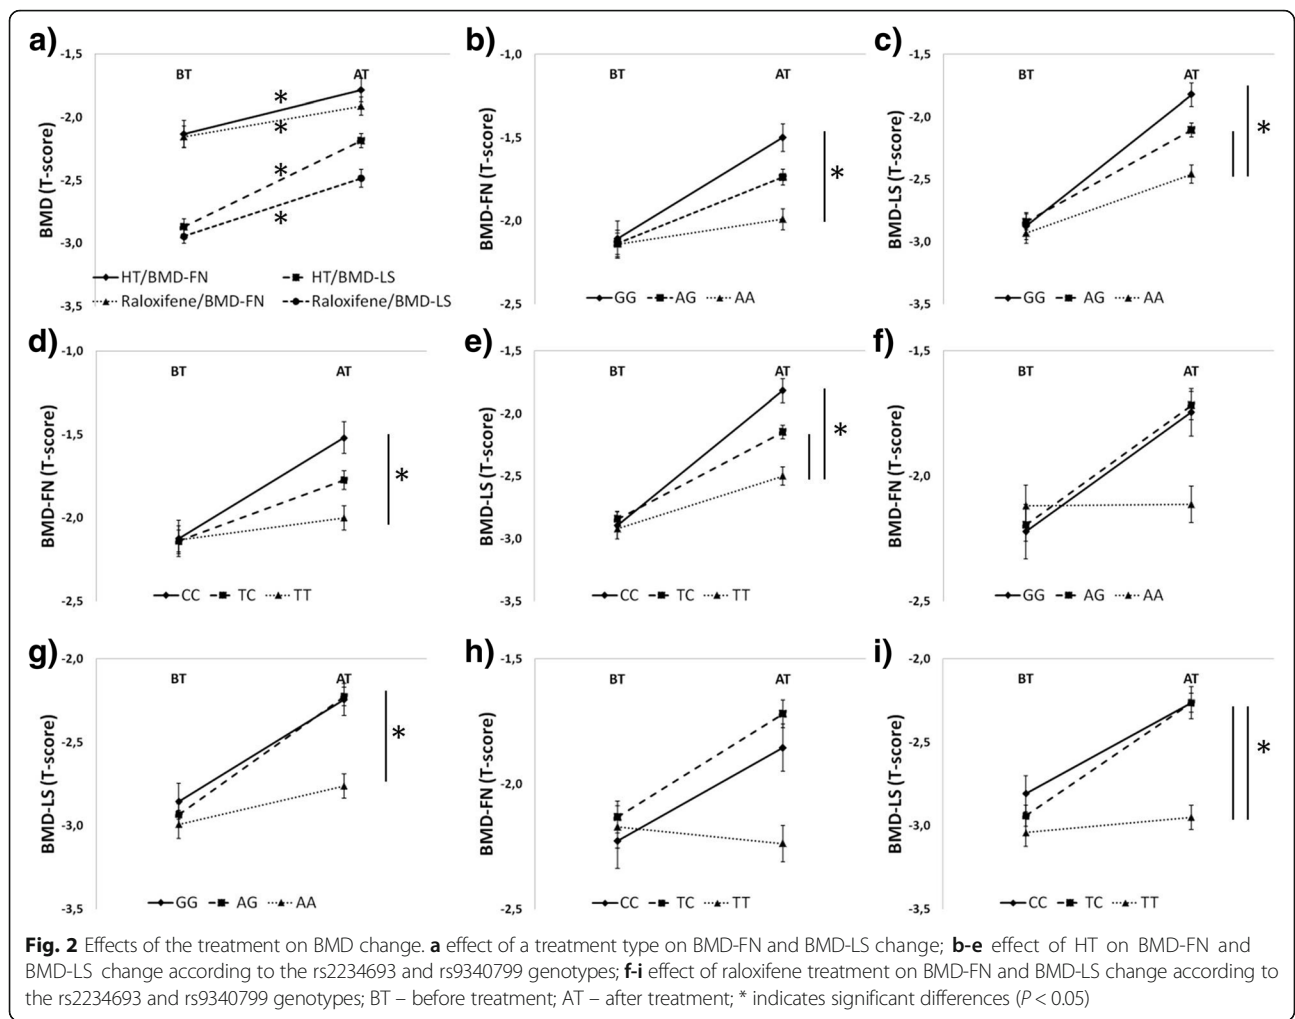 a)
-1,5
-2,0
-2,5
-3,0
-3,5
BMD (T-score)
BT
AT
*
*
*
*
HT/BMD-FN
HT/BMD-LS
Raloxifene/BMD-FN
Raloxifene/BMD-LS
b)
-1,0
-1,5
-2,0
-2,5
BMD-FN (T-score)
BT
AT
*
GG AG AA
c)
-1,5
-2,0
-2,5
-3,0
-3,5
BMD-LS (T-score)
BT
AT
*
GG AG AA
d)
-1,0
-1,5
-2,0
-2,5
BMD-FN (T-score)
BT
AT
*
CC TC TT
e)
-1,5
-2,0
-2,5
-3,0
-3,5
BMD-LS (T-score)
BT
AT
*
CC TC TT
f)
-1,5
-2,0
-2,5
BMD-FN (T-score)
BT
AT
GG AG AA
g)
-2,0
-2,5
-3,0
-3,5
BMD-LS (T-score)
BT
AT
*
GG AG AA
h)
-1,5
-2,0
-2,5
BMD-FN (T-score)
BT
AT
CC TC TT
i)
-2,0
-2,5
-3,0
-3,5
BMD-LS (T-score)
BT
AT
*
CC TC TT
Fig. 2 Effects of the treatment on BMD change. a effect of a treatment type on BMD-FN and BMD-LS change; b-e effect of HT on BMD-FN and
BMD-LS change according to the rs2234693 and rs9340799 genotypes; f-i effect of raloxifene treatment on BMD-FN and BMD-LS change according to
the rs2234693 and rs9340799 genotypes; BT – before treatment; AT – after treatment; * indicates significant differences (P < 0.05)